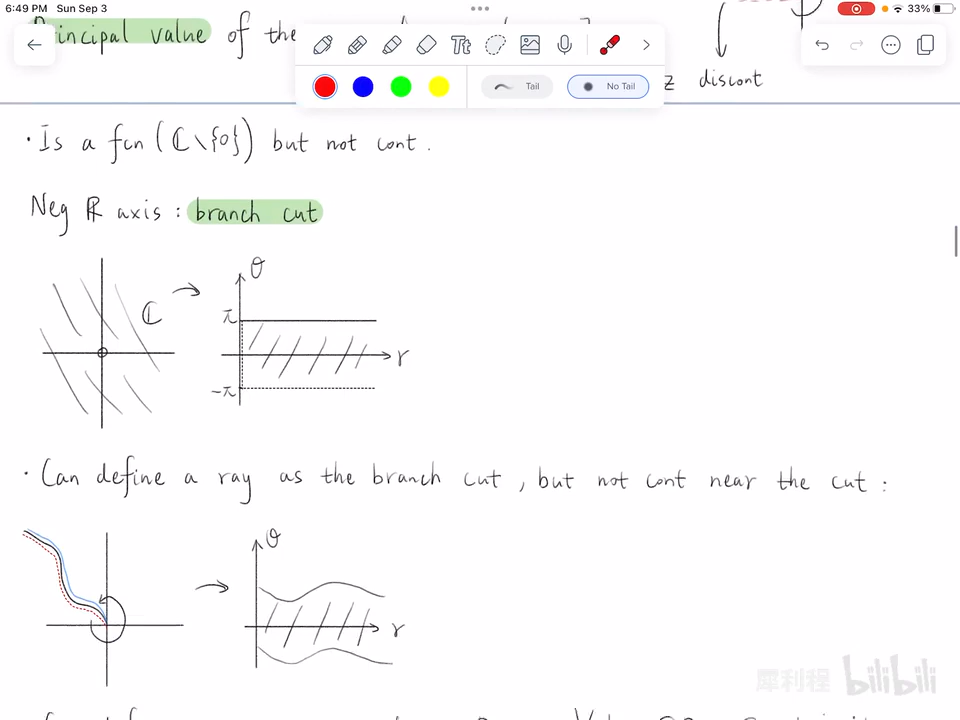 6:49 PM Sun Sep 3
33%
Principal value of the
z discont
Tt
Tail
No Tail
· Is a fcn (ℂ\{0}) but not cont.
Neg ℝ axis : branch cut
ℂ
θ
π
-π
r
· Can define a ray as the branch cut, but not cont near the cut :
θ
r
犀利程 bilibili